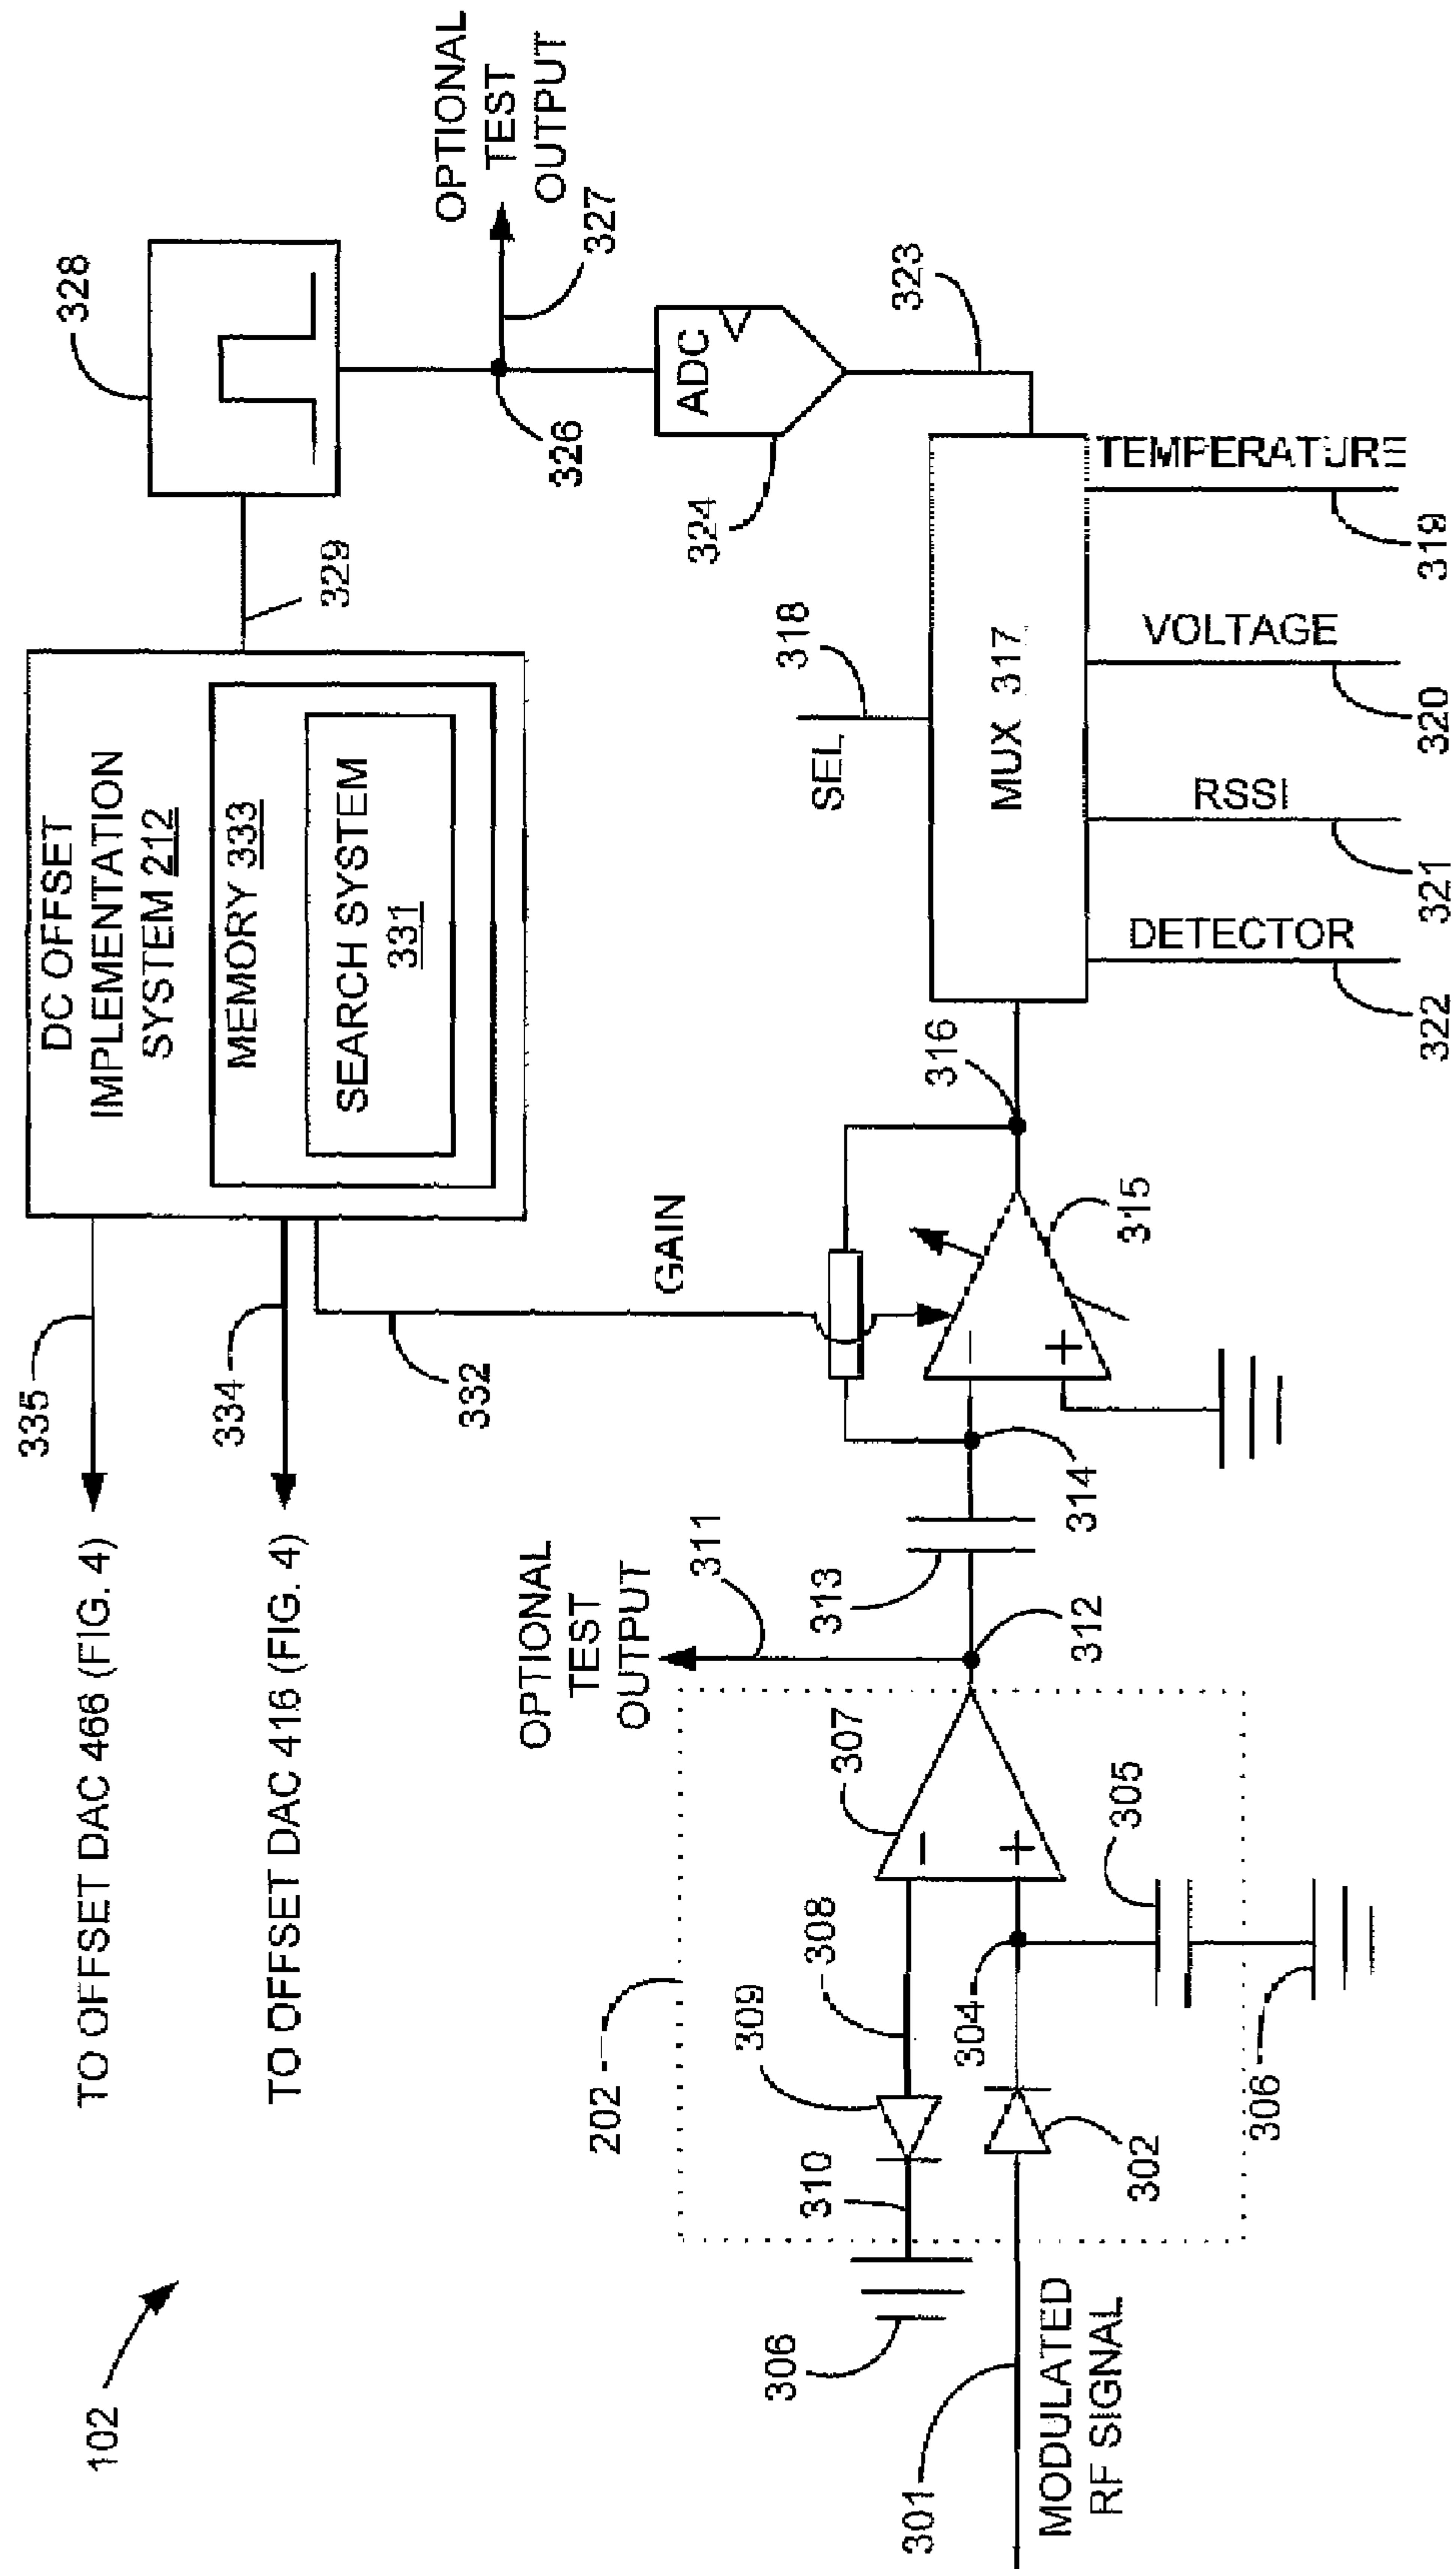 102
TO OFFSET DAC 466 (FIG. 4)
335
TO OFFSET DAC 416 (FIG. 4)
334
332
DC OFFSET
IMPLEMENTATION
SYSTEM 212
MEMORY 333
SEARCH SYSTEM
331
329
328
OPTIONAL
TEST
OUTPUT
327
326
ADC
324
323
GAIN
SEL
318
MUX 317
TEMPERATURE
319
VOLTAGE
320
RSSI
321
DETECTOR
322
316
315
+
314
313
OPTIONAL
TEST
OUTPUT
311
312
202
307
−
+
305
308
309
304
310
302
306
306
301
MODULATED
RF SIGNAL